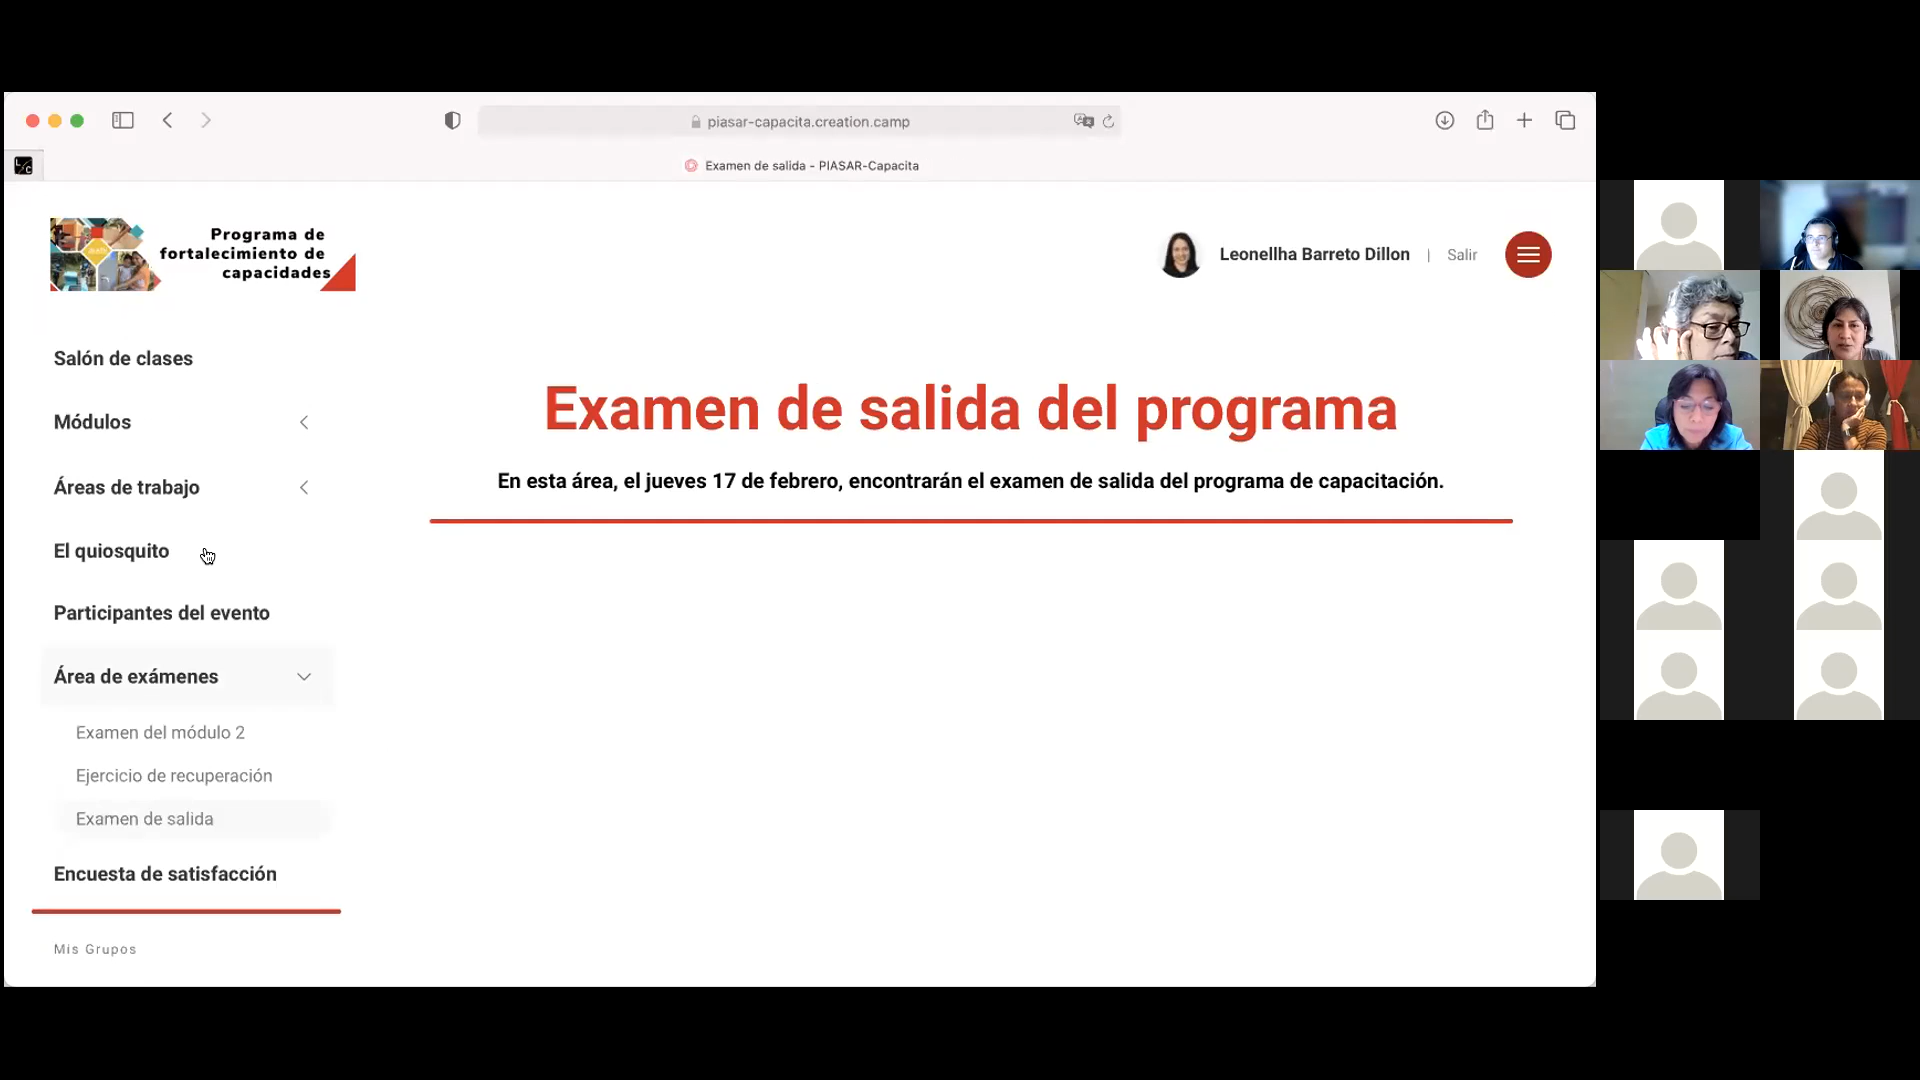 piasar-capacita.creation.camp
Examen de salida - PIASAR-Capacita
Programa de
fortalecimiento de
capacidades
Leonellha Barreto Dillon | Salir
Salón de clases
Módulos
Áreas de trabajo
El quiosquito
Participantes del evento
Área de exámenes
Examen del módulo 2
Ejercicio de recuperación
Examen de salida
Encuesta de satisfacción
Mis Grupos
Examen de salida del programa
En esta área, el jueves 17 de febrero, encontrarán el examen de salida del programa de capacitación.